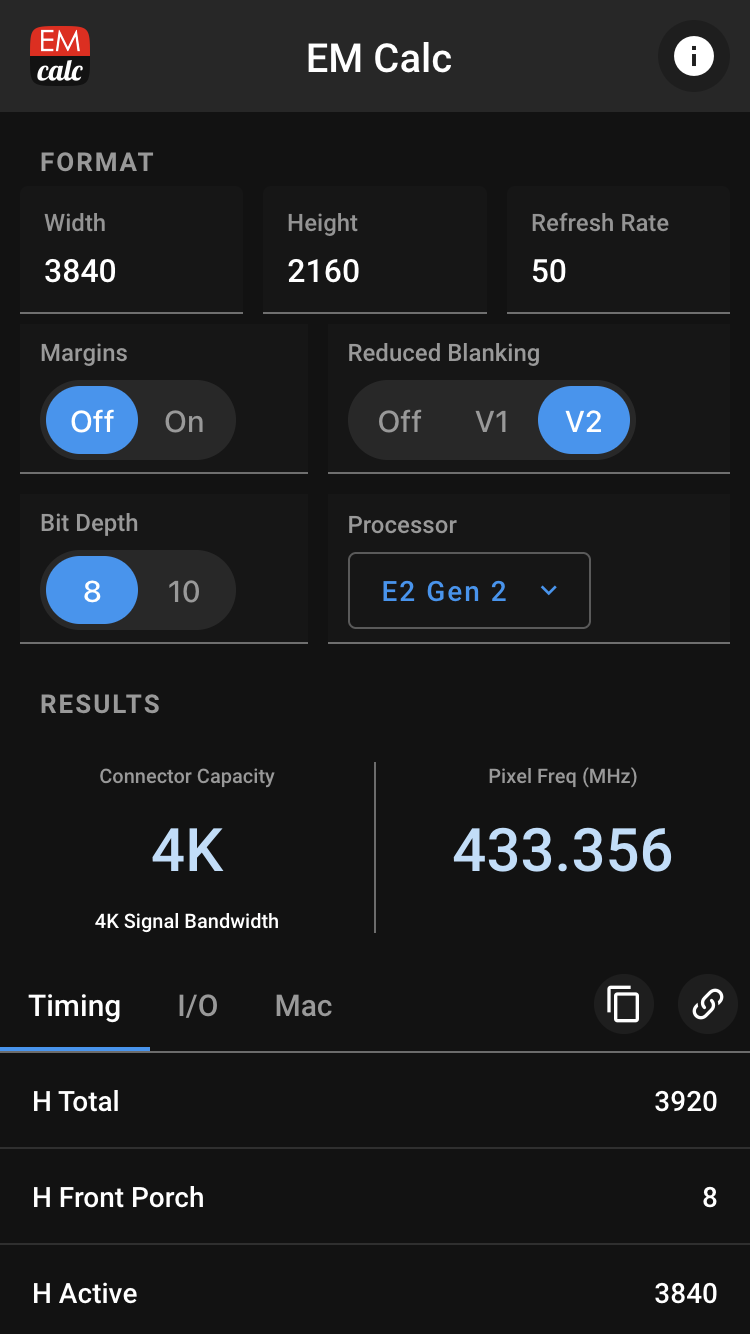 EM
calc
EM Calc
FORMAT
Width
Height
Refresh Rate
3840
2160
50
Margins
Reduced Blanking
Off On
Off V1 V2
Bit Depth
Processor
8 10
E2 Gen 2
RESULTS
Connector Capacity
Pixel Freq (MHz)
4K
433.356
4K Signal Bandwidth
Timing I/O Mac
H Total 3920
H Front Porch 8
H Active 3840